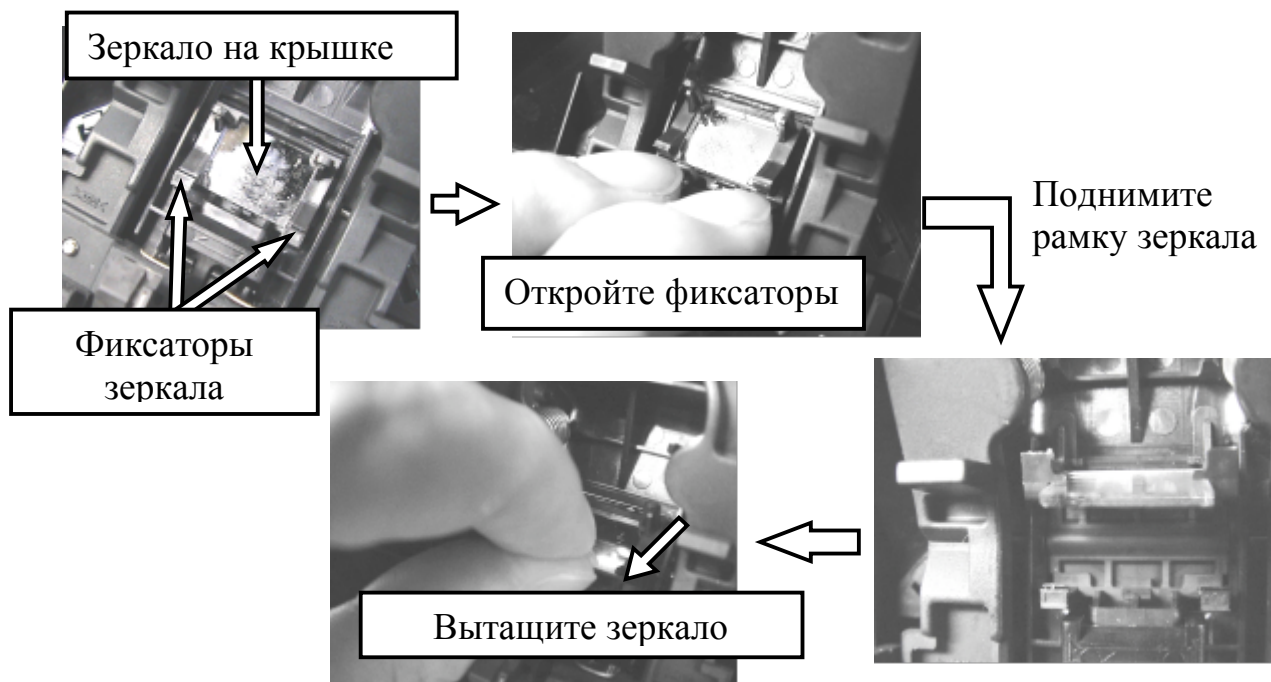 Зеркало на крышке
Откройте фиксаторы
Поднимите
рамку зеркала
Фиксаторы
зеркала
Вытащите зеркало